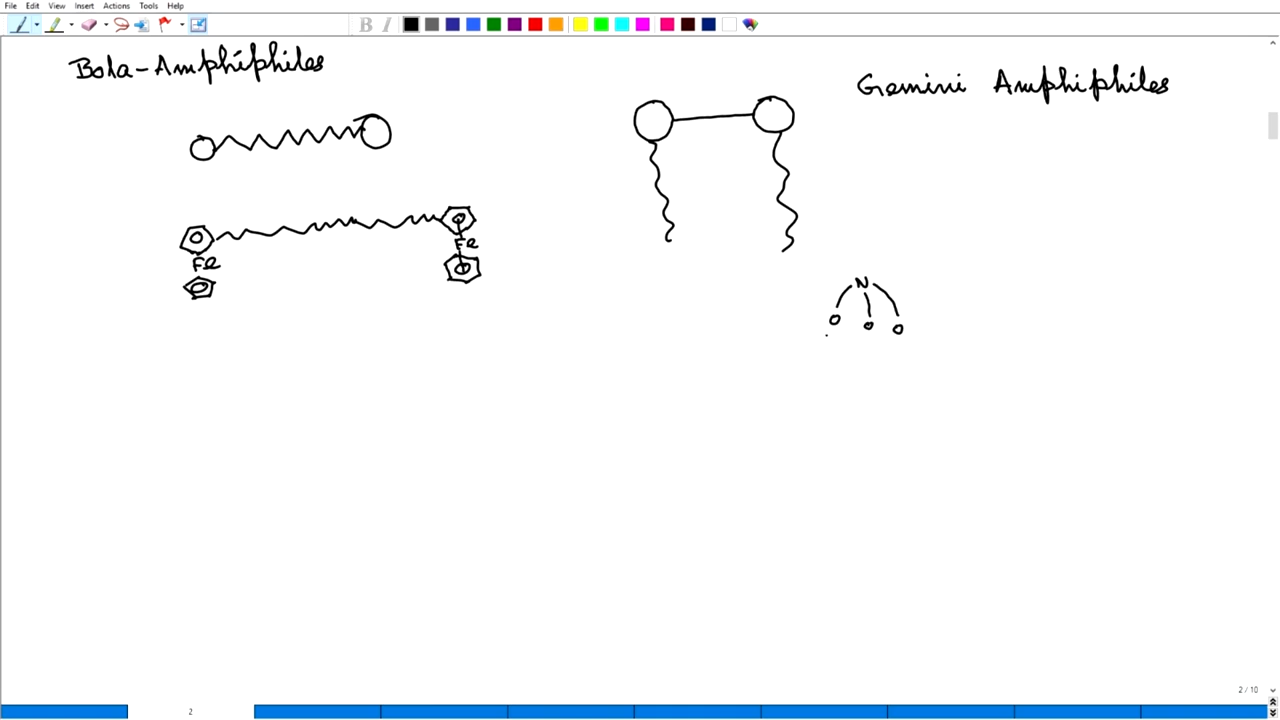 File Edit View Insert Actions Tools Help
B I
Bola-Amphiphiles
Gemini Amphiphiles
Fe
Fe
N
O O O
2 / 10
2